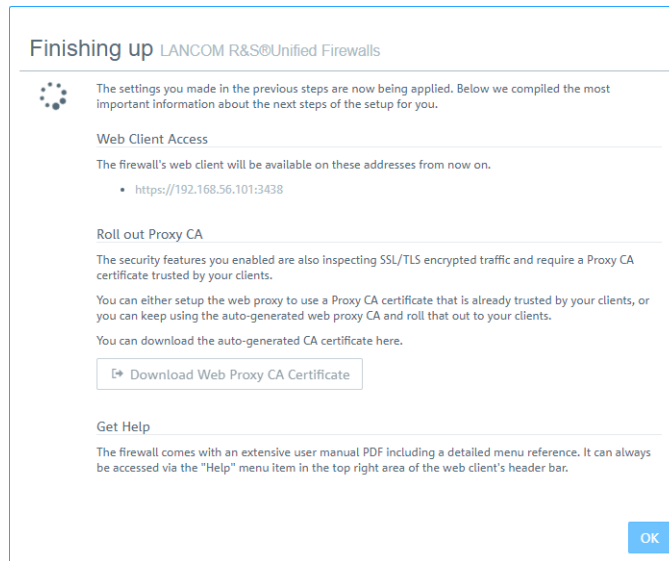 Finishing up LANCOM R&S®Unified Firewalls
The settings you made in the previous steps are now being applied. Below we compiled the most
important information about the next steps of the setup for you.
Web Client Access
The firewall's web client will be available on these addresses from now on.
• https://192.168.56.101:3438
Roll out Proxy CA
The security features you enabled are also inspecting SSL/TLS encrypted traffic and require a Proxy CA
certificate trusted by your clients.
You can either setup the web proxy to use a Proxy CA certificate that is already trusted by your clients, or
you can keep using the auto-generated web proxy CA and roll that out to your clients.
You can download the auto-generated CA certificate here.
Download Web Proxy CA Certificate
Get Help
The firewall comes with an extensive user manual PDF including a detailed menu reference. It can always
be accessed via the "Help" menu item in the top right area of the web client's header bar.
OK